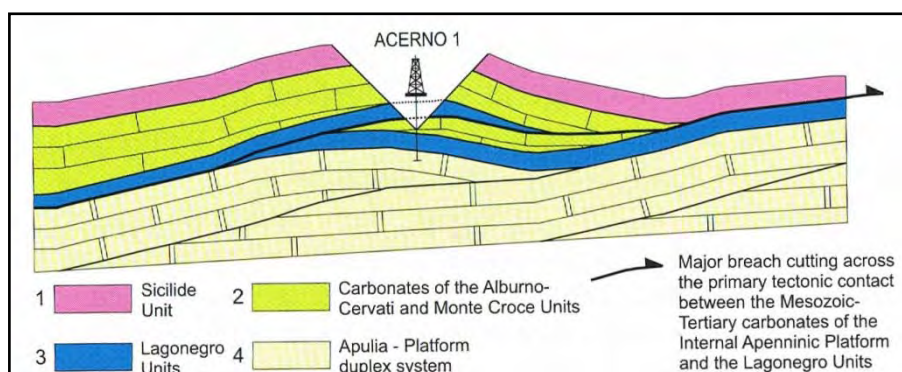 ACERNO 1
1 Sicilide
Unit
2 Carbonates of the Alburno-
Cervati and Monte Croce Units
3 Lagonegro
Units
4 Apulia - Platform
duplex system
Major breach cutting across
the primary tectonic contact
between the Mesozoic-
Tertiary carbonates of the
Internal Apenninic Platform
and the Lagonegro Units